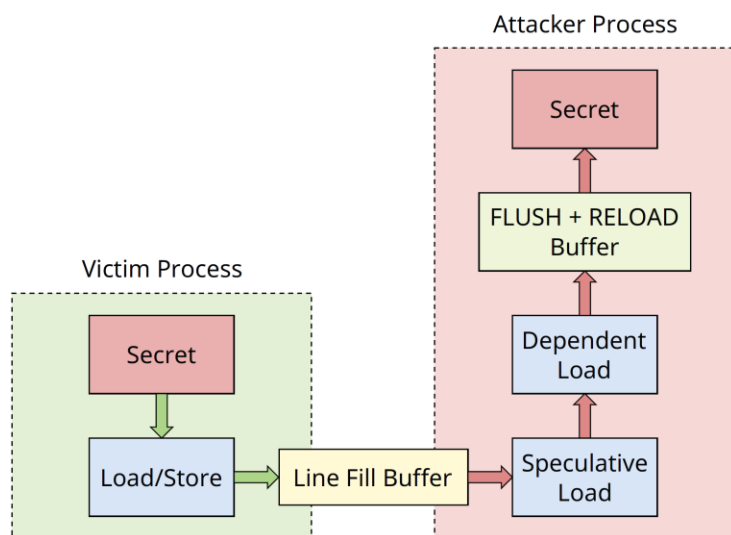 Attacker Process
Secret
FLUSH + RELOAD
Buffer
Victim Process
Secret
Dependent
Load
Load/Store
Line Fill Buffer
Speculative
Load